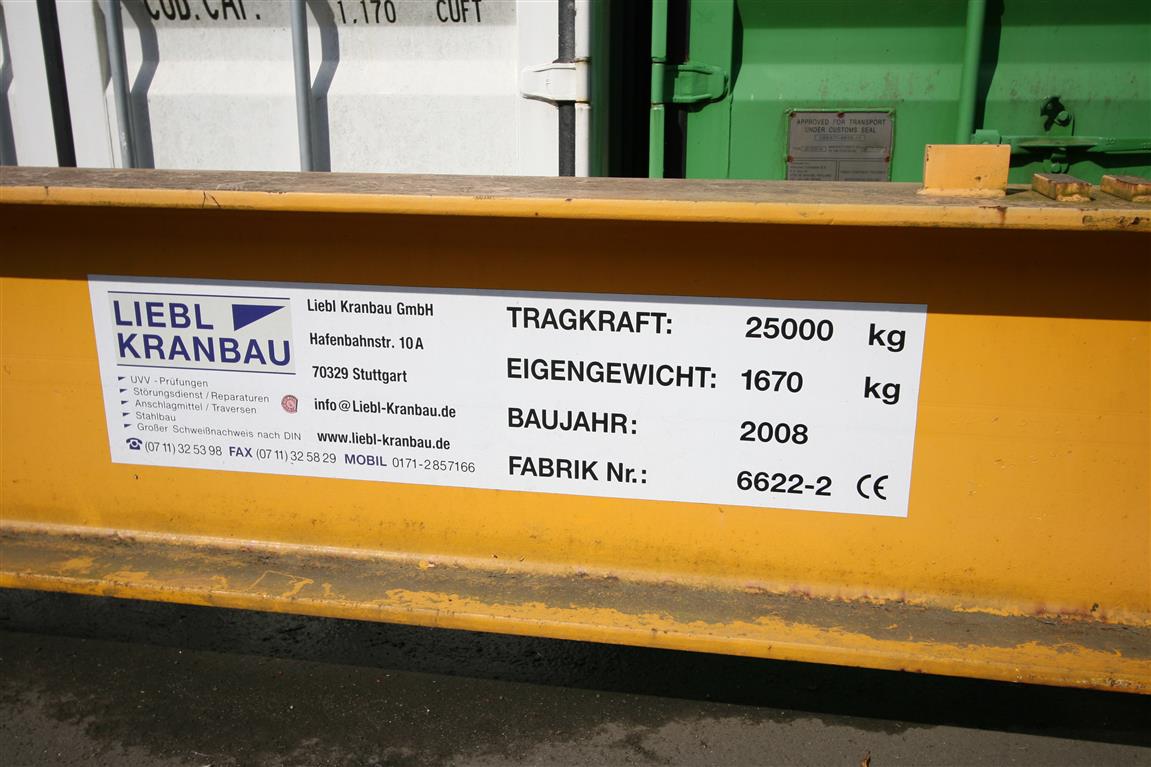 CUB.CAP. 1.170 CUFT
APPROVED FOR TRANSPORT
UNDER CUSTOMS SEAL
LIEBL
KRANBAU
UVV - Prüfungen
Störungsdienst / Reparaturen
Anschlagmittel / Traversen
Stahlbau
Großer Schweißnachweis nach DIN
☎ (07 11) 32 53 98 FAX (07 11) 32 58 29 MOBIL 0171-2857166
Liebl Kranbau GmbH
Hafenbahnstr. 10 A
70329 Stuttgart
info@Liebl-Kranbau.de
www.liebl-kranbau.de
TRAGKRAFT: 25000 kg
EIGENGEWICHT: 1670 kg
BAUJAHR: 2008
FABRIK Nr.: 6622-2 CE